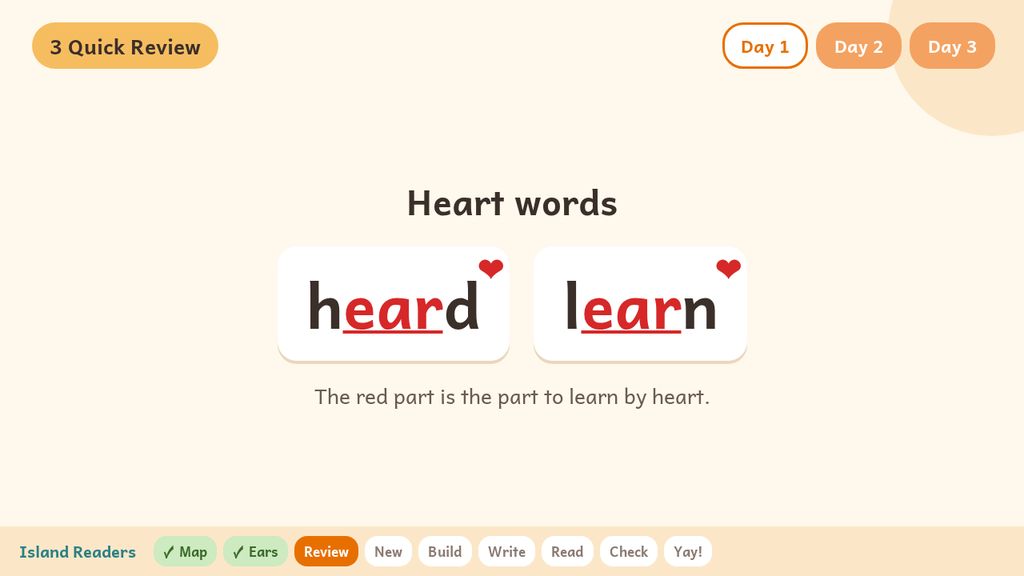 3 Quick Review
Day 1 Day 2 Day 3
Heart words
heard❤ learn❤
The red part is the part to learn by heart.
Island Readers ✓ Map ✓ Ears Review New Build Write Read Check Yay!